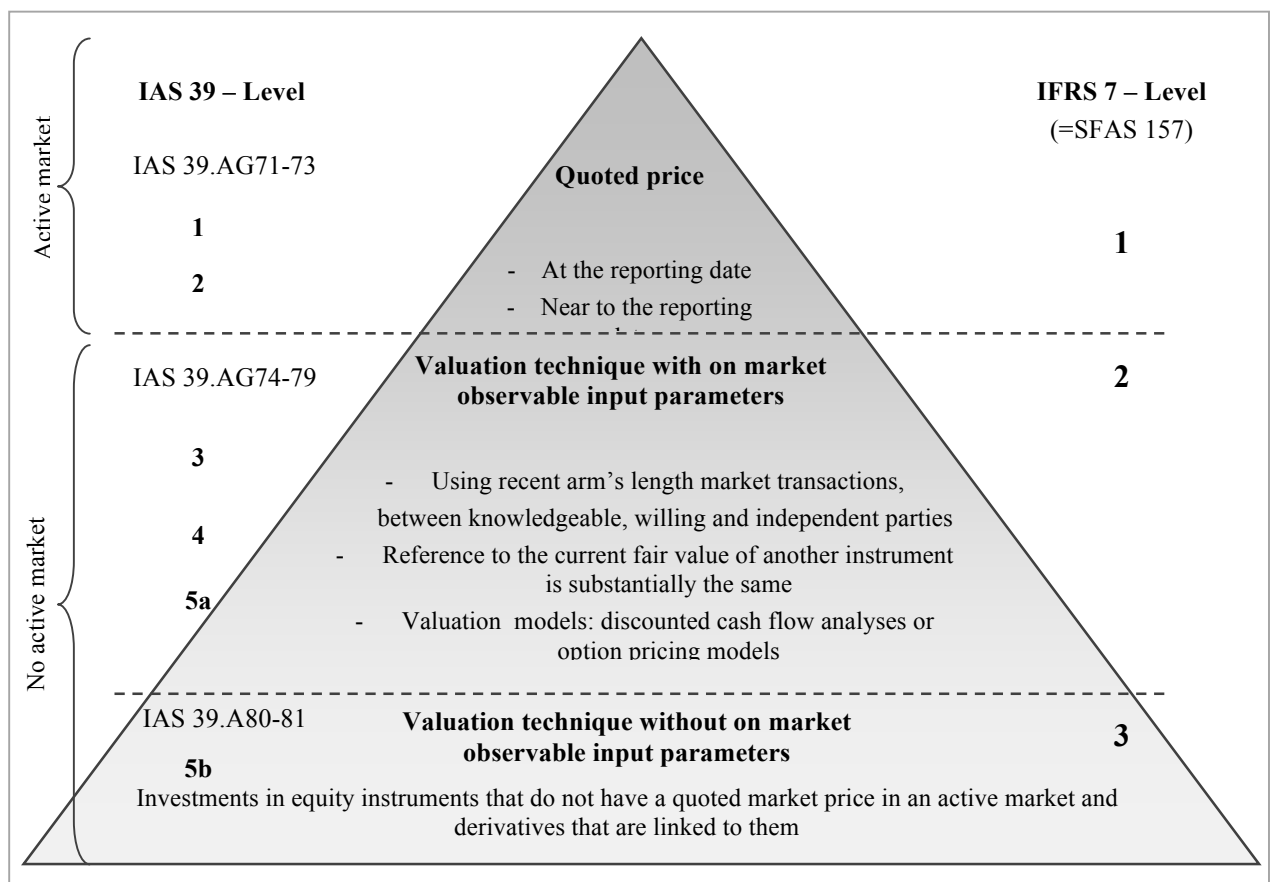 IAS 39 – Level
IFRS 7 – Level
(=SFAS 157)
Active market
IAS 39.AG71-73
Quoted price
1
1
2
- At the reporting date
- Near to the reporting
IAS 39.AG74-79
Valuation technique with on market
observable input parameters
2
No active market
3
- Using recent arm’s length market transactions,
between knowledgeable, willing and independent parties
4
- Reference to the current fair value of another instrument
is substantially the same
5a
- Valuation models: discounted cash flow analyses or
option pricing models
IAS 39.A80-81
Valuation technique without on market
observable input parameters
3
5b
Investments in equity instruments that do not have a quoted market price in an active market and
derivatives that are linked to them